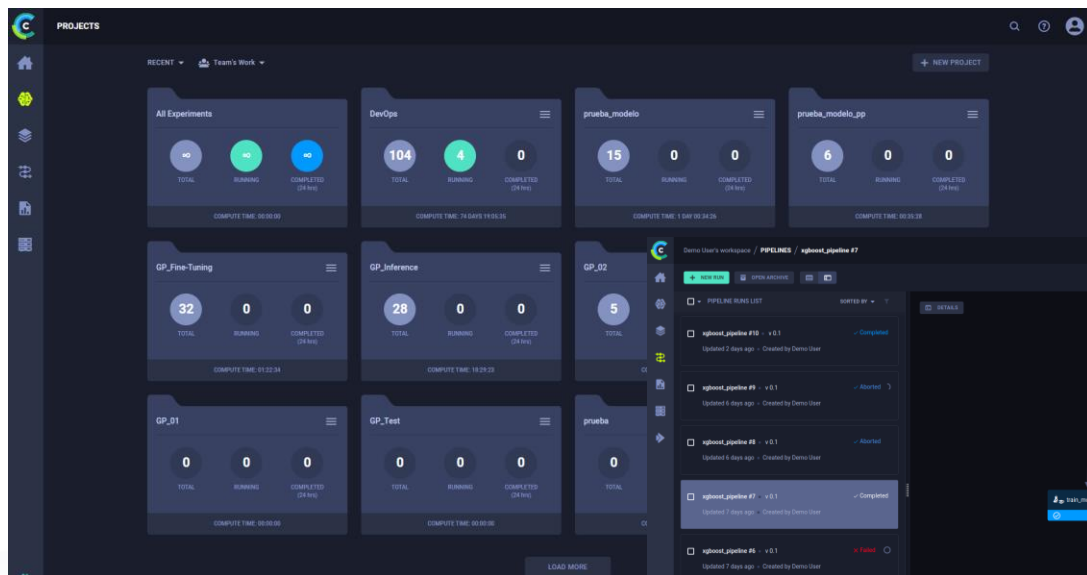 PROJECTS
RECENT Team's Work + NEW PROJECT
All Experiments
∞ ∞ ∞
TOTAL RUNNING COMPLETED (24 hrs)
COMPUTE TIME: 00:00:00
DevOps
104 4 0
TOTAL RUNNING COMPLETED (24 hrs)
COMPUTE TIME: 74 DAYS 19:05:35
prueba_modelo
15 0 0
TOTAL RUNNING COMPLETED (24 hrs)
COMPUTE TIME: 1 DAY 00:34:26
prueba_modelo_pp
6 0 0
TOTAL RUNNING COMPLETED (24 hrs)
COMPUTE TIME: 00:35:28
GP_Fine-Tuning
32 0 0
TOTAL RUNNING COMPLETED (24 hrs)
COMPUTE TIME: 01:22:34
GP_Inference
28 0 0
TOTAL RUNNING COMPLETED (24 hrs)
COMPUTE TIME: 18:29:23
GP_02
5
TOTAL
GP_01
0 0 0
TOTAL RUNNING COMPLETED (24 hrs)
COMPUTE TIME: 00:00:00
GP_Test
0 0 0
TOTAL RUNNING COMPLETED (24 hrs)
COMPUTE TIME: 00:00:00
prueba
0
TOTAL
LOAD MORE
Demo User's workspace / PIPELINES / xgboost_pipeline #7
+ NEW RUN OPEN ARCHIVE
PIPELINE RUNS LIST SORTED BY
DETAILS
xgboost_pipeline #10 - v 0.1 Completed
Updated 2 days ago - Created by Demo User
xgboost_pipeline #9 - v 0.1 Aborted
Updated 6 days ago - Created by Demo User
xgboost_pipeline #8 - v 0.1 Aborted
Updated 6 days ago - Created by Demo User
xgboost_pipeline #7 - v 0.1 Completed
Updated 7 days ago - Created by Demo User
xgboost_pipeline #6 - v 0.1 Failed
Updated 7 days ago - Created by Demo User